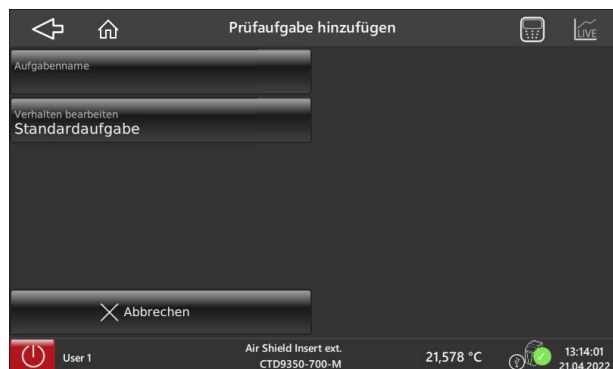 Prüfaufgabe hinzufügen
LIVE
Aufgabenname
Verhalten bearbeiten
Standardaufgabe
Abbrechen
User 1
Air Shield Insert ext.
CTD9350-700-M
21,578 °C
13:14:01
21.04.2022